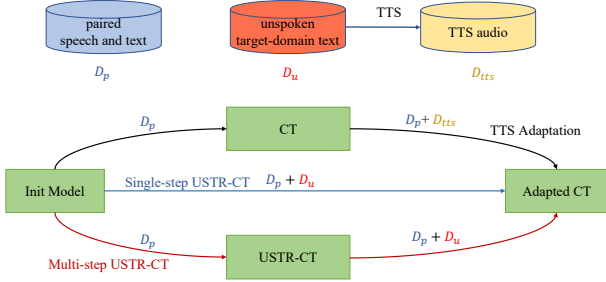 paired
speech and text
unspoken
target-domain text
TTS
TTS audio
D_p
D_u
D_tts
D_p
CT
D_p+ D_tts
TTS Adaptation
Init Model
Single-step USTR-CT
D_p + D_u
Adapted CT
D_p
Multi-step USTR-CT
USTR-CT
D_p + D_u